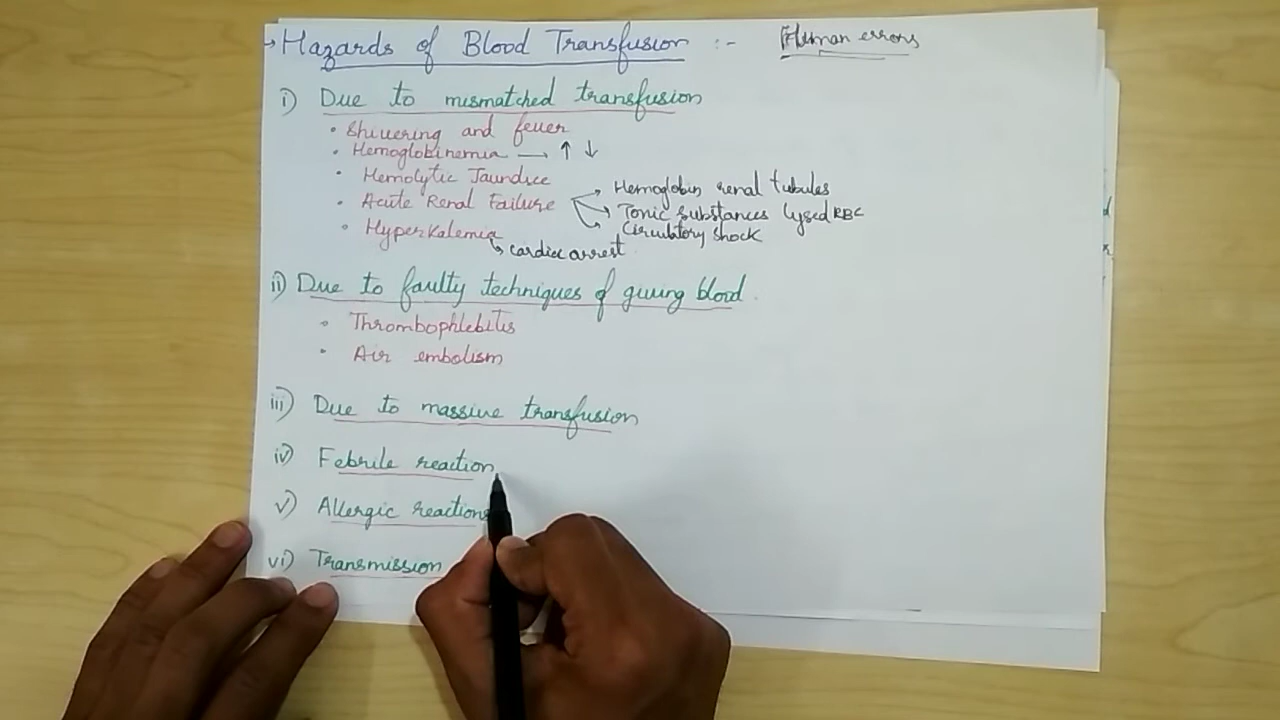 → Hazards of Blood Transfusion :- Human errors
i) Due to mismatched transfusion
• Shivering and fever
• Hemoglobinemia → ↑ ↓
• Hemolytic Jaundice
• Acute Renal Failure → Hemoglobin renal tubules
→ Tonic substances lysed RBC
→ Circulatory shock
• Hyperkalemia
↳ cardiac arrest
ii) Due to faulty techniques of giving blood.
• Thrombophlebitis
• Air embolism
iii) Due to massive transfusion
iv) Febrile reaction
v) Allergic reactions
vi) Transmission